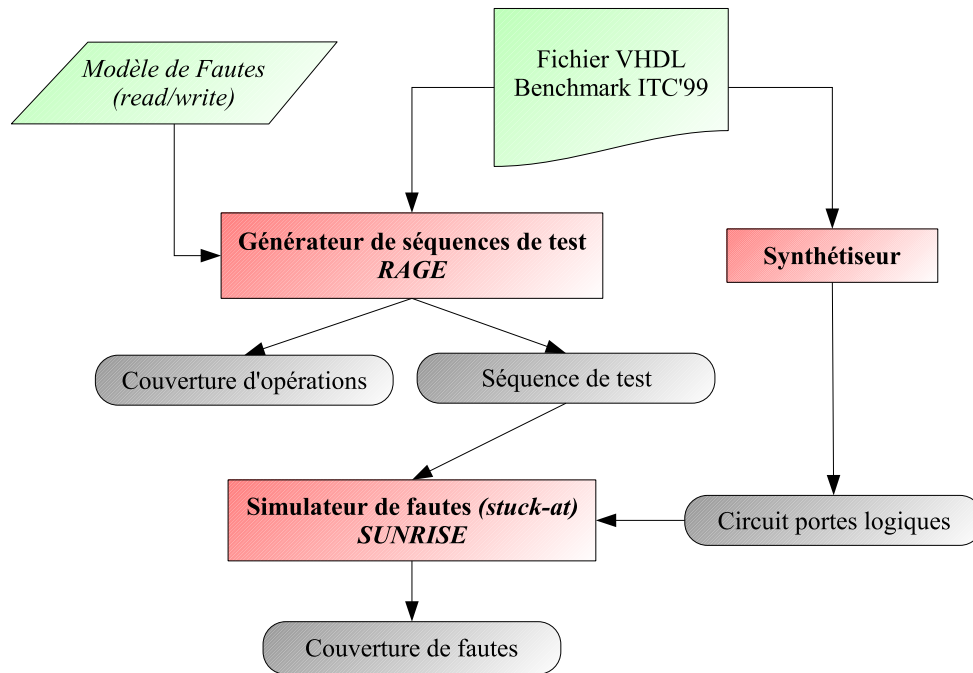 Modèle de Fautes
(read/write)
Fichier VHDL
Benchmark ITC'99
Générateur de séquences de test
RAGE
Synthétiseur
Couverture d'opérations
Séquence de test
Simulateur de fautes (stuck-at)
SUNRISE
Circuit portes logiques
Couverture de fautes